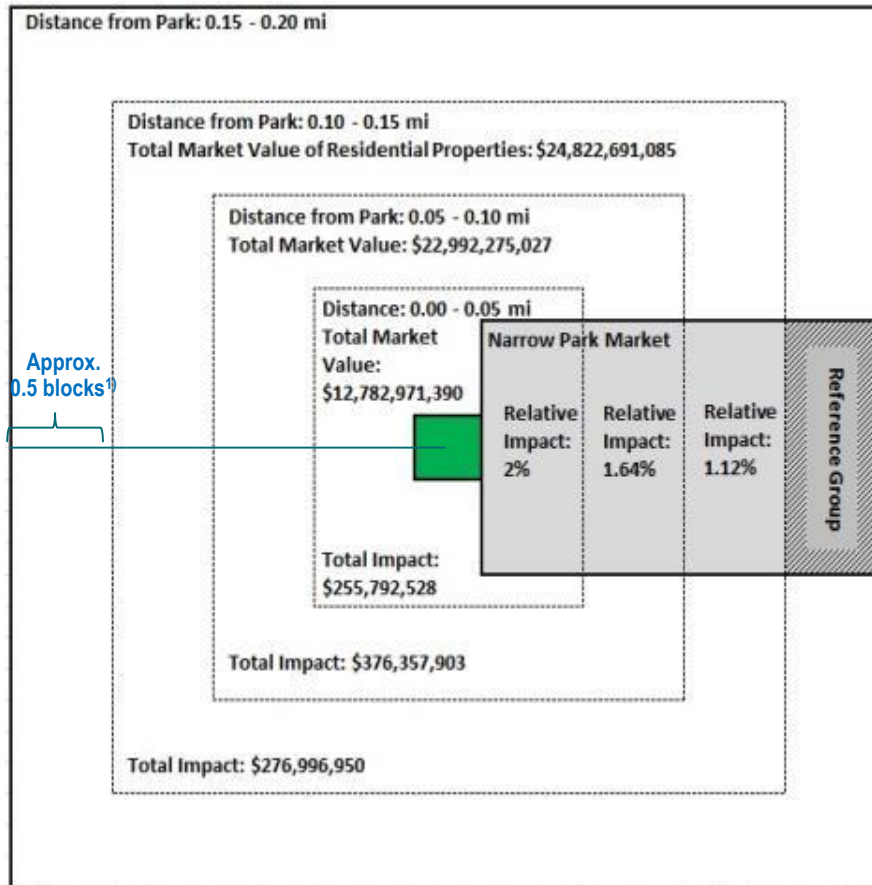 Distance from Park: 0.15 - 0.20 mi
Distance from Park: 0.10 - 0.15 mi
Total Market Value of Residential Properties: $24,822,691,085
Distance from Park: 0.05 - 0.10 mi
Total Market Value: $22,992,275,027
Distance: 0.00 - 0.05 mi
Total Market
Value:
$12,782,971,390
Narrow Park Market
Approx.
0.5 blocks¹⁾
Relative
Impact:
2%
Relative
Impact:
1.64%
Relative
Impact:
1.12%
Reference Group
Total Impact:
$255,792,528
Total Impact: $376,357,903
Total Impact: $276,996,950